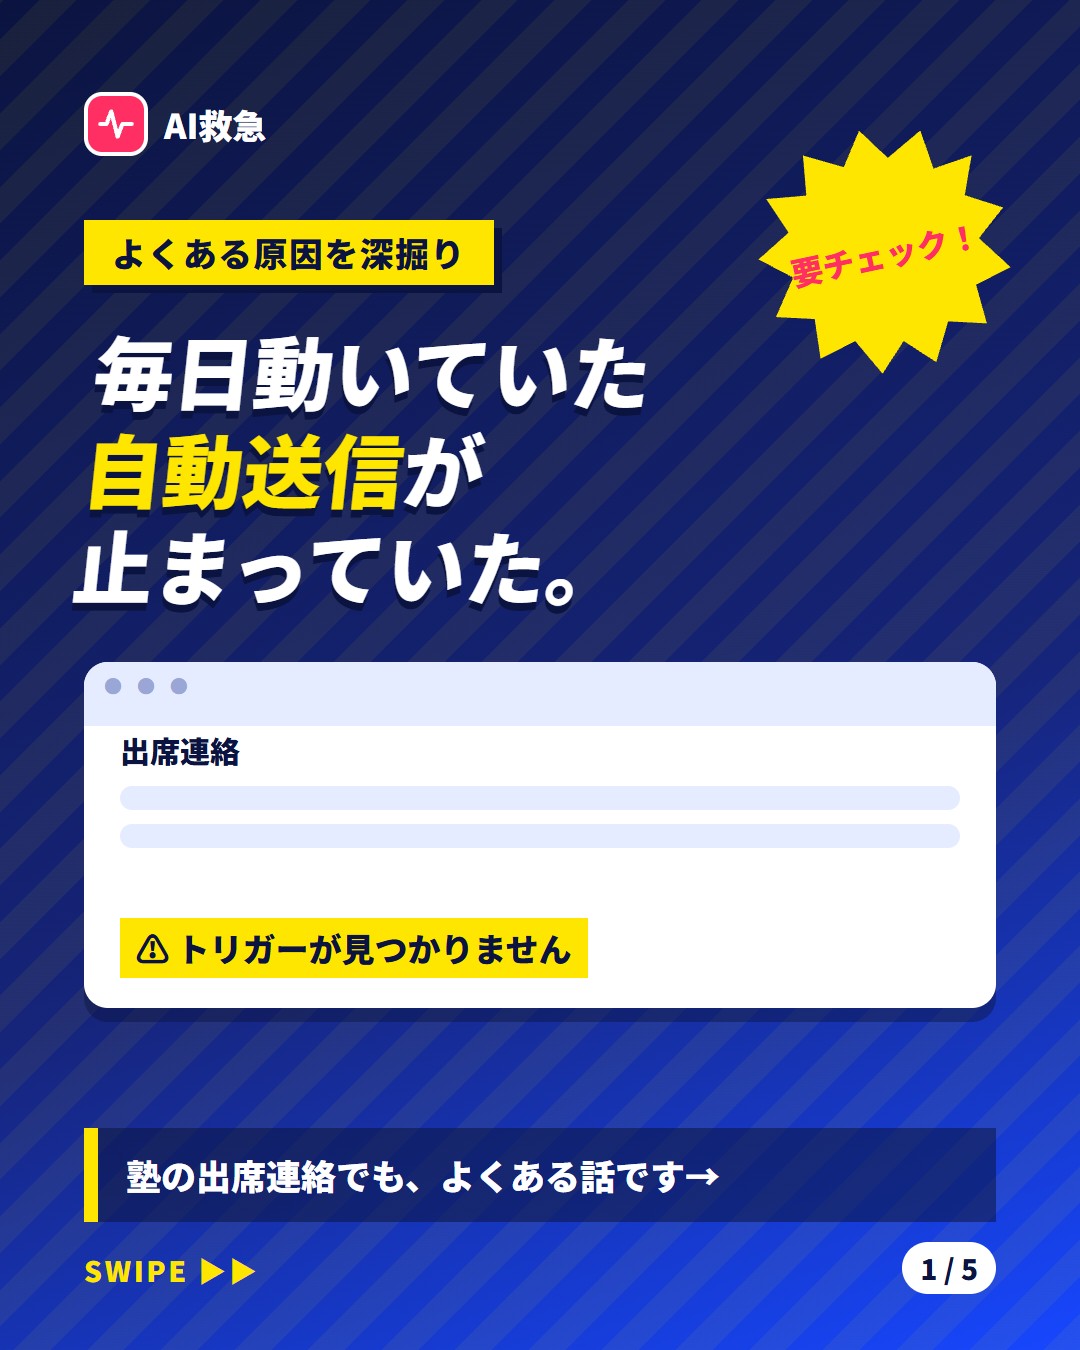 AI救急
要チェック！
よくある原因を深掘り
毎日動いていた
自動送信が
止まっていた。
出席連絡
⚠ トリガーが見つかりません
塾の出席連絡でも、よくある話です→
SWIPE ▶▶
1 / 5